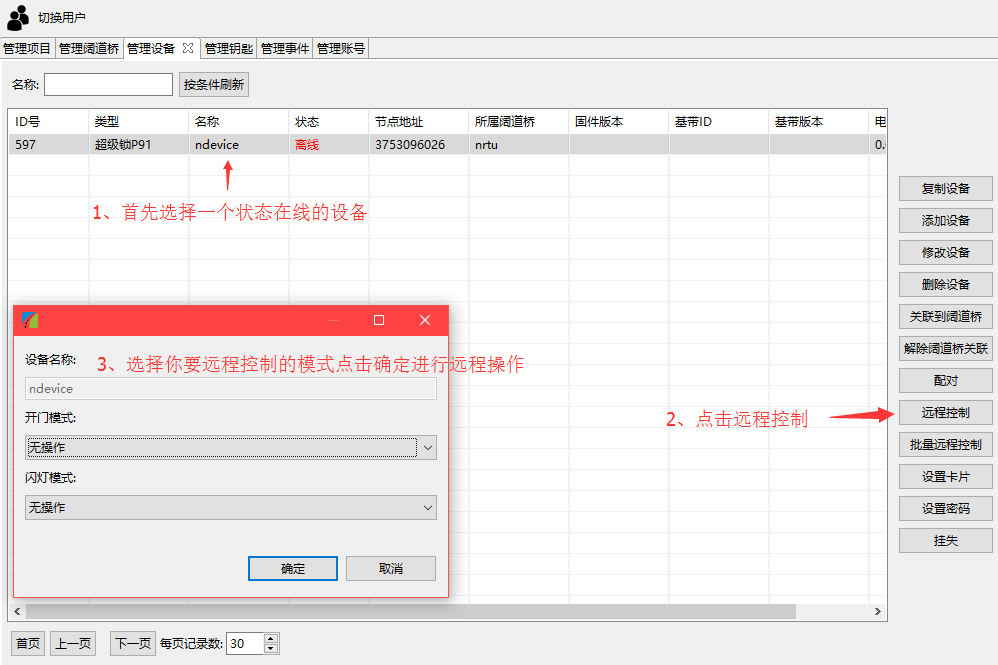 切换用户
管理项目 管理阔道桥 管理设备 管理钥匙 管理事件 管理账号
名称: 按条件刷新
ID号 类型 名称 状态 节点地址 所属阔道桥 固件版本 基带ID 基带版本 电
597 超级锁P91 ndevice 离线 3753096026 nrtu 0.
1、首先选择一个状态在线的设备
复制设备
添加设备
修改设备
删除设备
关联到阔道桥
解除阔道桥关联
配对
远程控制
批量远程控制
设置卡片
设置密码
挂失
2、点击远程控制
设备名称:
3、选择你要远程控制的模式点击确定进行远程操作
ndevice
开门模式:
无操作
闪灯模式:
无操作
确定 取消
首页 上一页 下一页 每页记录数: 30